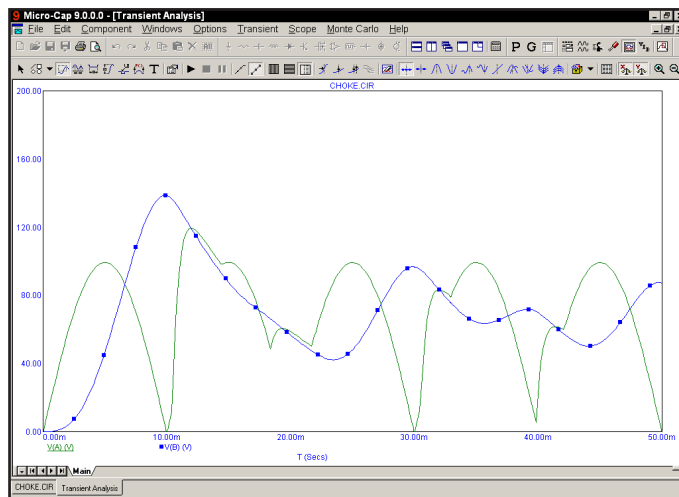 9 Micro-Cap 9.0.0.0 - [Transient Analysis]
File Edit Component Windows Options Transient Scope Monte Carlo Help
P G
T
CHOKE.CIR
200.00
160.00
120.00
80.00
40.00
0.00
0.00m 10.00m 20.00m 30.00m 40.00m 50.00m
V(A) (V) V(B) (V)
T (Secs)
Main
CHOKE.CIR Transient Analysis